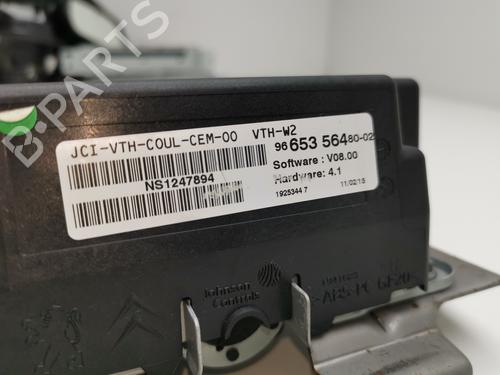 B-PARTS
JCI-VTH-COUL-CEM-00 VTH-W2
96 653 564 80-02
Software : V08.00
NS1247894
Hardware: 4.1
1925344 7 11/02/15
Johnson
Controls